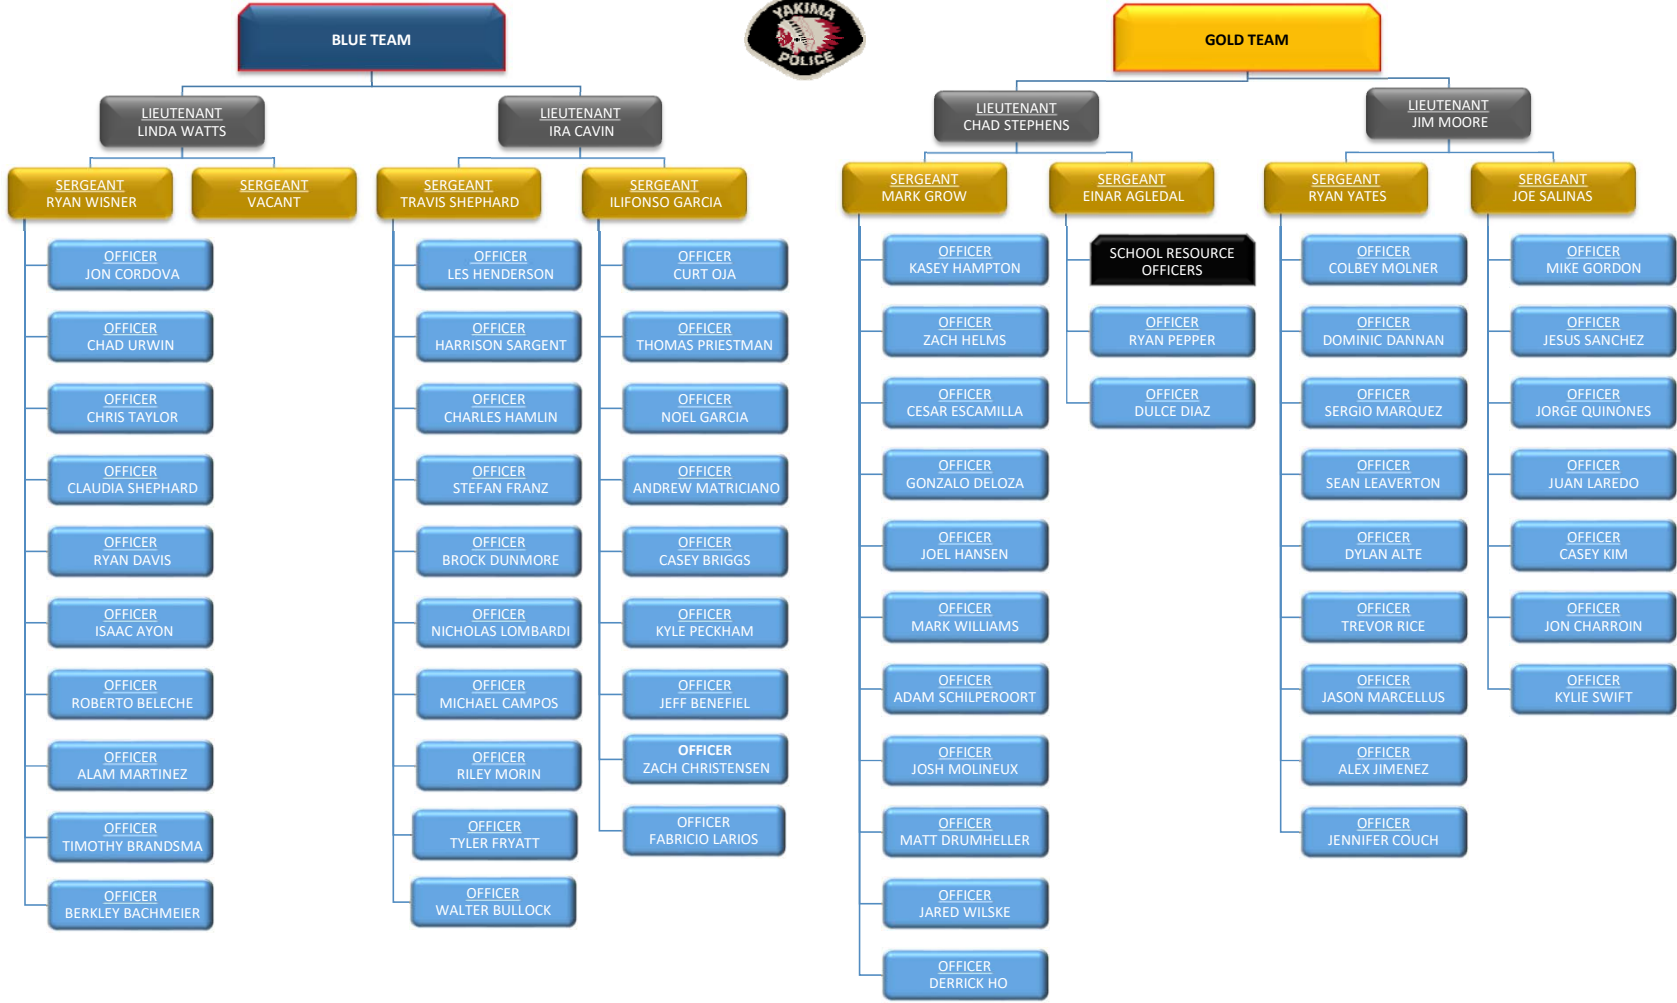 YAKIMA
POLICE
BLUE TEAM
LIEUTENANT
LINDA WATTS
SERGEANT
RYAN WISNER
OFFICER
JON CORDOVA
OFFICER
CHAD URWIN
OFFICER
CHRIS TAYLOR
OFFICER
CLAUDIA SHEPHARD
OFFICER
RYAN DAVIS
OFFICER
ISAAC AYON
OFFICER
ROBERTO BELECHE
OFFICER
ALAM MARTINEZ
OFFICER
TIMOTHY BRANDSMA
OFFICER
BERKLEY BACHMEIER
SERGEANT
VACANT
LIEUTENANT
IRA CAVIN
SERGEANT
TRAVIS SHEPHARD
OFFICER
LES HENDERSON
OFFICER
HARRISON SARGENT
OFFICER
CHARLES HAMLIN
OFFICER
STEFAN FRANZ
OFFICER
BROCK DUNMORE
OFFICER
NICHOLAS LOMBARDI
OFFICER
MICHAEL CAMPOS
OFFICER
RILEY MORIN
OFFICER
TYLER FRYATT
OFFICER
WALTER BULLOCK
SERGEANT
ILIFONSO GARCIA
OFFICER
CURT OJA
OFFICER
THOMAS PRIESTMAN
OFFICER
NOEL GARCIA
OFFICER
ANDREW MATRICIANO
OFFICER
CASEY BRIGGS
OFFICER
KYLE PECKHAM
OFFICER
JEFF BENEFIEL
OFFICER
ZACH CHRISTENSEN
OFFICER
FABRICIO LARIOS
GOLD TEAM
LIEUTENANT
CHAD STEPHENS
SERGEANT
MARK GROW
OFFICER
KASEY HAMPTON
OFFICER
ZACH HELMS
OFFICER
CESAR ESCAMILLA
OFFICER
GONZALO DELOZA
OFFICER
JOEL HANSEN
OFFICER
MARK WILLIAMS
OFFICER
ADAM SCHILPEROORT
OFFICER
JOSH MOLINEUX
OFFICER
MATT DRUMHELLER
OFFICER
JARED WILSKE
OFFICER
DERRICK HO
SERGEANT
EINAR AGLEDAL
SCHOOL RESOURCE
OFFICERS
OFFICER
RYAN PEPPER
OFFICER
DULCE DIAZ
LIEUTENANT
JIM MOORE
SERGEANT
RYAN YATES
OFFICER
COLBEY MOLNER
OFFICER
DOMINIC DANNAN
OFFICER
SERGIO MARQUEZ
OFFICER
SEAN LEAVERTON
OFFICER
DYLAN ALTE
OFFICER
TREVOR RICE
OFFICER
JASON MARCELLUS
OFFICER
ALEX JIMENEZ
OFFICER
JENNIFER COUCH
SERGEANT
JOE SALINAS
OFFICER
MIKE GORDON
OFFICER
JESUS SANCHEZ
OFFICER
JORGE QUINONES
OFFICER
JUAN LAREDO
OFFICER
CASEY KIM
OFFICER
JON CHARROIN
OFFICER
KYLIE SWIFT